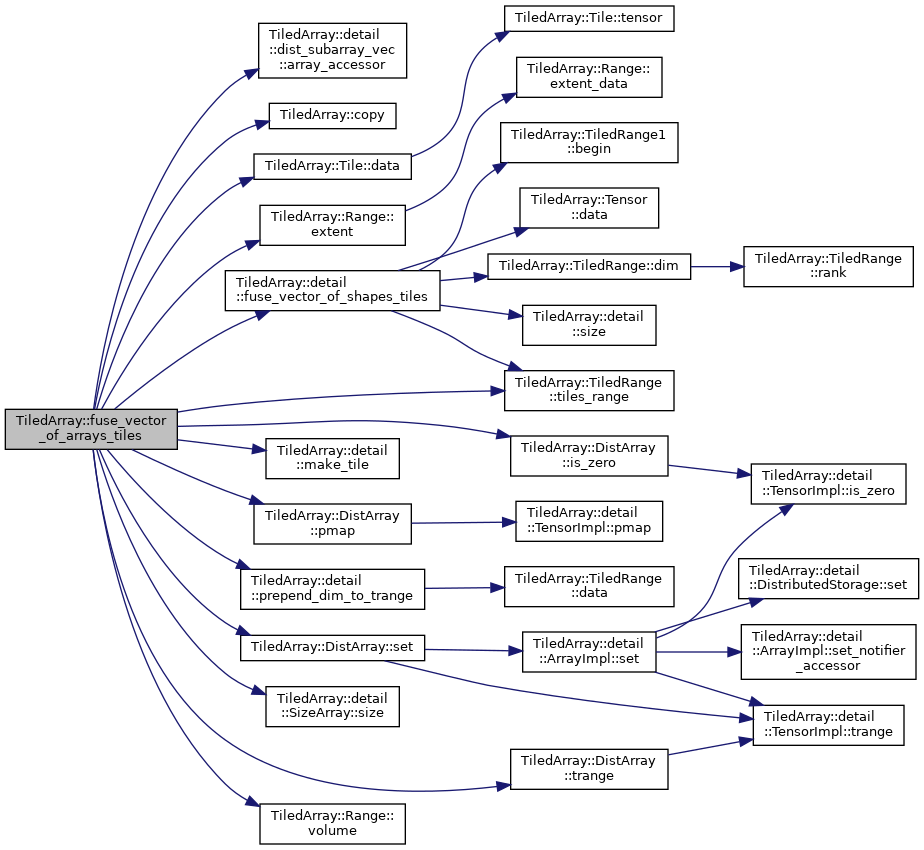 TiledArray::fuse_vector
_of_arrays_tiles
TiledArray::detail
::dist_subarray_vec
::array_accessor
TiledArray::copy
TiledArray::Tile::data
TiledArray::Range::
extent
TiledArray::detail
::fuse_vector_of_shapes_tiles
TiledArray::detail
::make_tile
TiledArray::DistArray
::pmap
TiledArray::detail
::prepend_dim_to_trange
TiledArray::DistArray::set
TiledArray::detail
::SizeArray::size
TiledArray::Range::
volume
TiledArray::Tile::tensor
TiledArray::Range::
extent_data
TiledArray::TiledRange1
::begin
TiledArray::Tensor
::data
TiledArray::TiledRange::dim
TiledArray::detail
::size
TiledArray::TiledRange
::tiles_range
TiledArray::DistArray
::is_zero
TiledArray::detail
::TensorImpl::pmap
TiledArray::TiledRange
::data
TiledArray::detail
::ArrayImpl::set
TiledArray::DistArray
::trange
TiledArray::TiledRange
::rank
TiledArray::detail
::TensorImpl::is_zero
TiledArray::detail
::DistributedStorage::set
TiledArray::detail
::ArrayImpl::set_notifier
_accessor
TiledArray::detail
::TensorImpl::trange